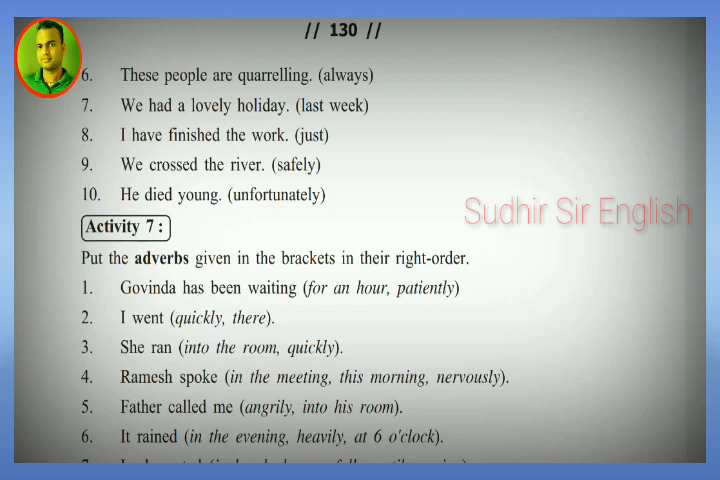 // 130 //
6. These people are quarrelling. (always)
7. We had a lovely holiday. (last week)
8. I have finished the work. (just)
9. We crossed the river. (safely)
10. He died young. (unfortunately)
Sudhir Sir English
Activity 7 :
Put the adverbs given in the brackets in their right-order.
1. Govinda has been waiting (for an hour, patiently)
2. I went (quickly, there).
3. She ran (into the room, quickly).
4. Ramesh spoke (in the meeting, this morning, nervously).
5. Father called me (angrily, into his room).
6. It rained (in the evening, heavily, at 6 o'clock).